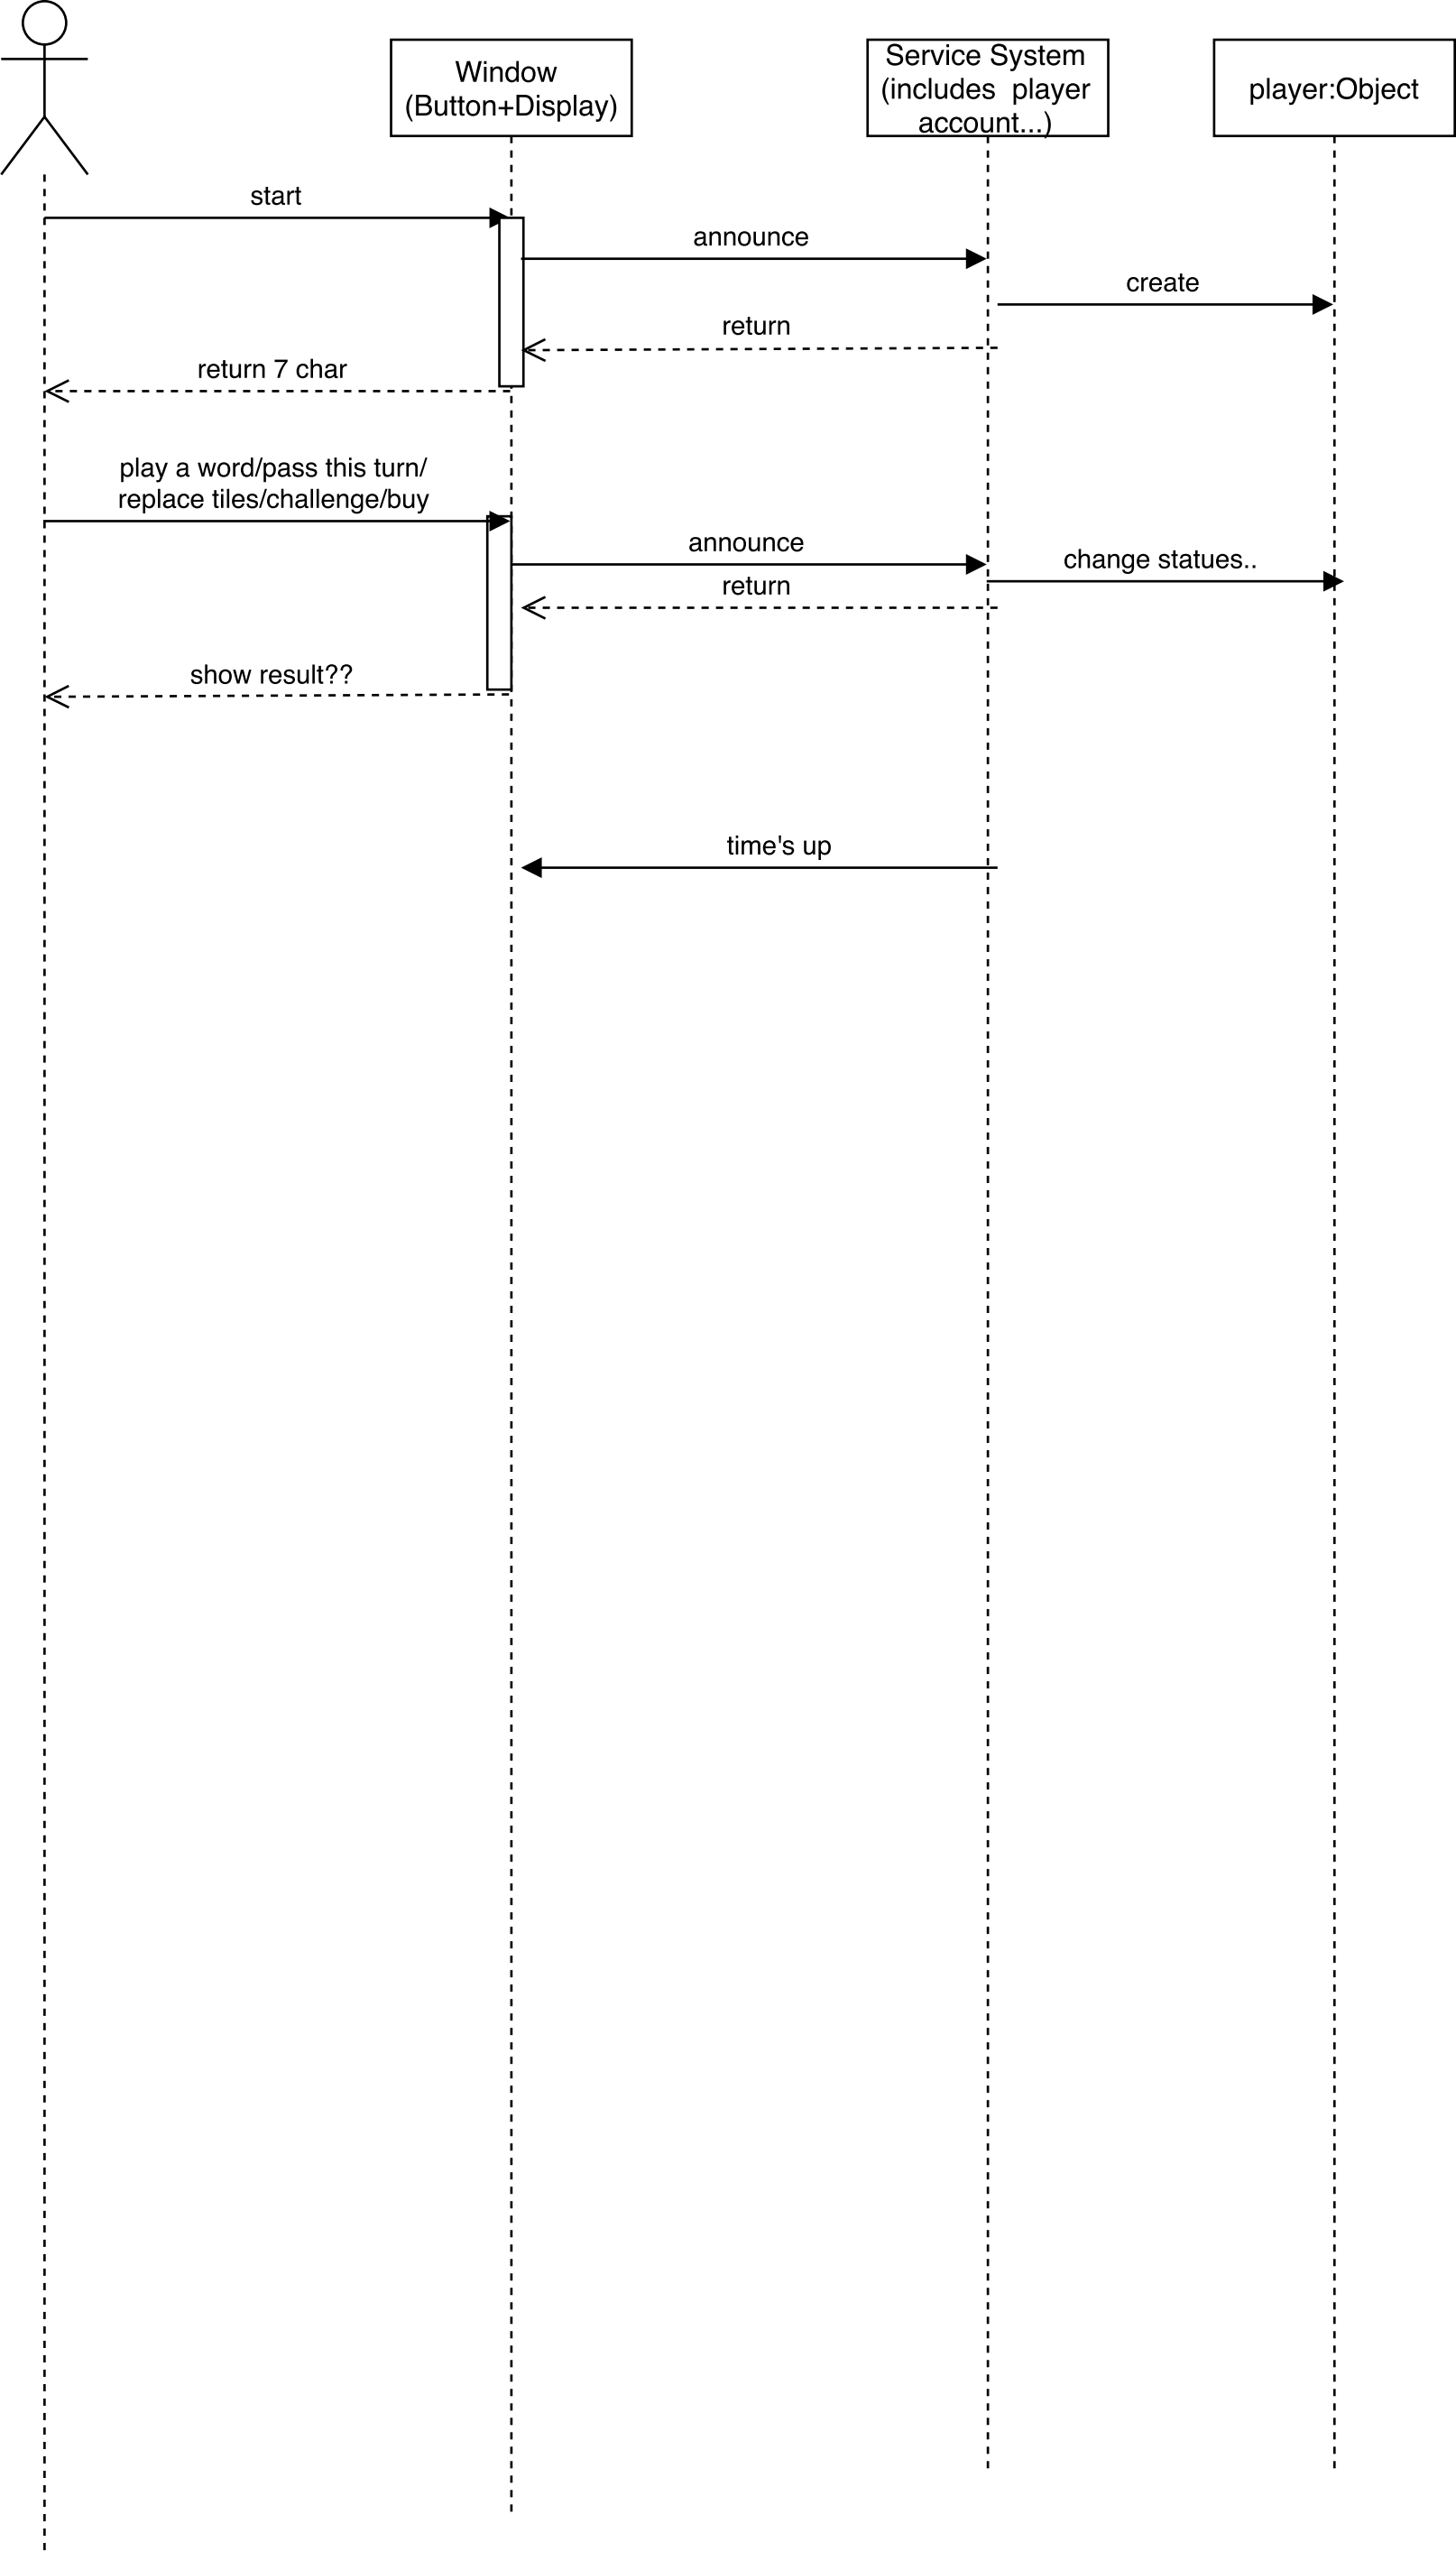 Window
(Button+Display)
Service System
(includes  player
account...)
player:Object
start
announce
create
return
return 7 char
play a word/pass this turn/
replace tiles/challenge/buy
announce
change statues..
return
show result??
time's up